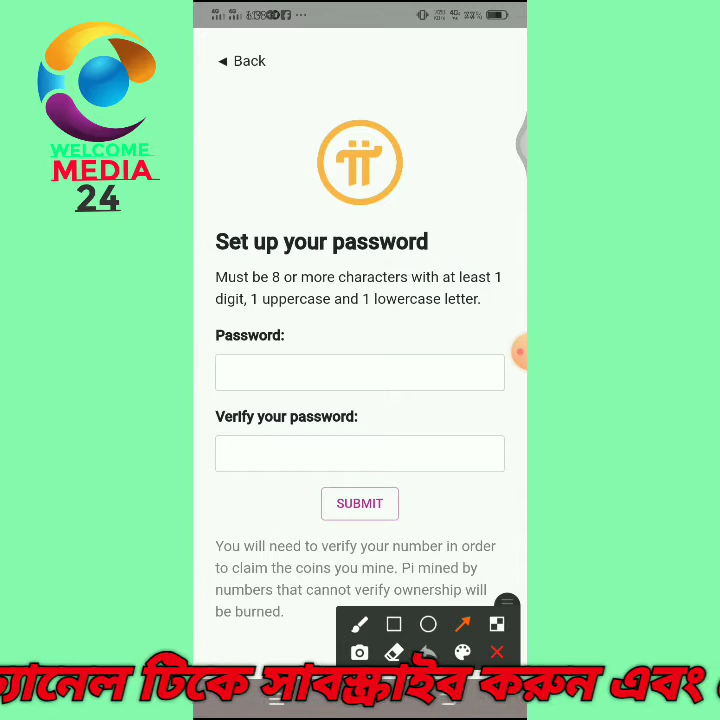 WELCOME
MEDIA
24
◄ Back
Set up your password
Must be 8 or more characters with at least 1
digit, 1 uppercase and 1 lowercase letter.
Password:
Verify your password:
SUBMIT
You will need to verify your number in order
to claim the coins you mine. Pi mined by
numbers that cannot verify ownership will
be burned.
টিকে সাবস্ক্রাইব করুন এবং